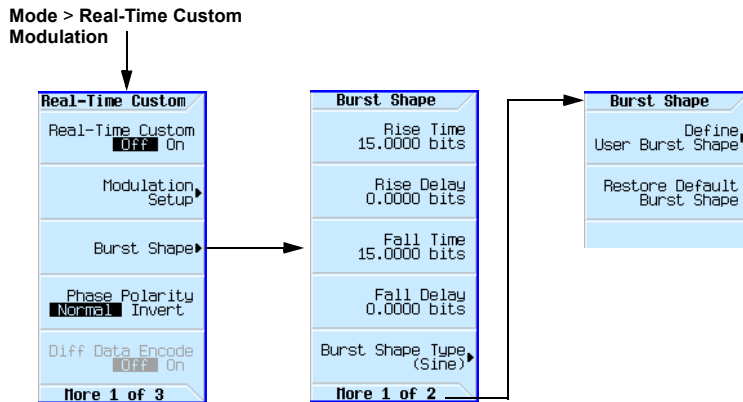 Mode > Real-Time Custom
Modulation
Real-Time Custom
Real-Time Custom
Off On
Modulation
Setup
Burst Shape
Phase Polarity
Normal Invert
Diff Data Encode
Off On
More 1 of 3
Burst Shape
Rise Time
15.0000 bits
Rise Delay
0.0000 bits
Fall Time
15.0000 bits
Fall Delay
0.0000 bits
Burst Shape Type
(Sine)
More 1 of 2
Burst Shape
Define
User Burst Shape
Restore Default
Burst Shape